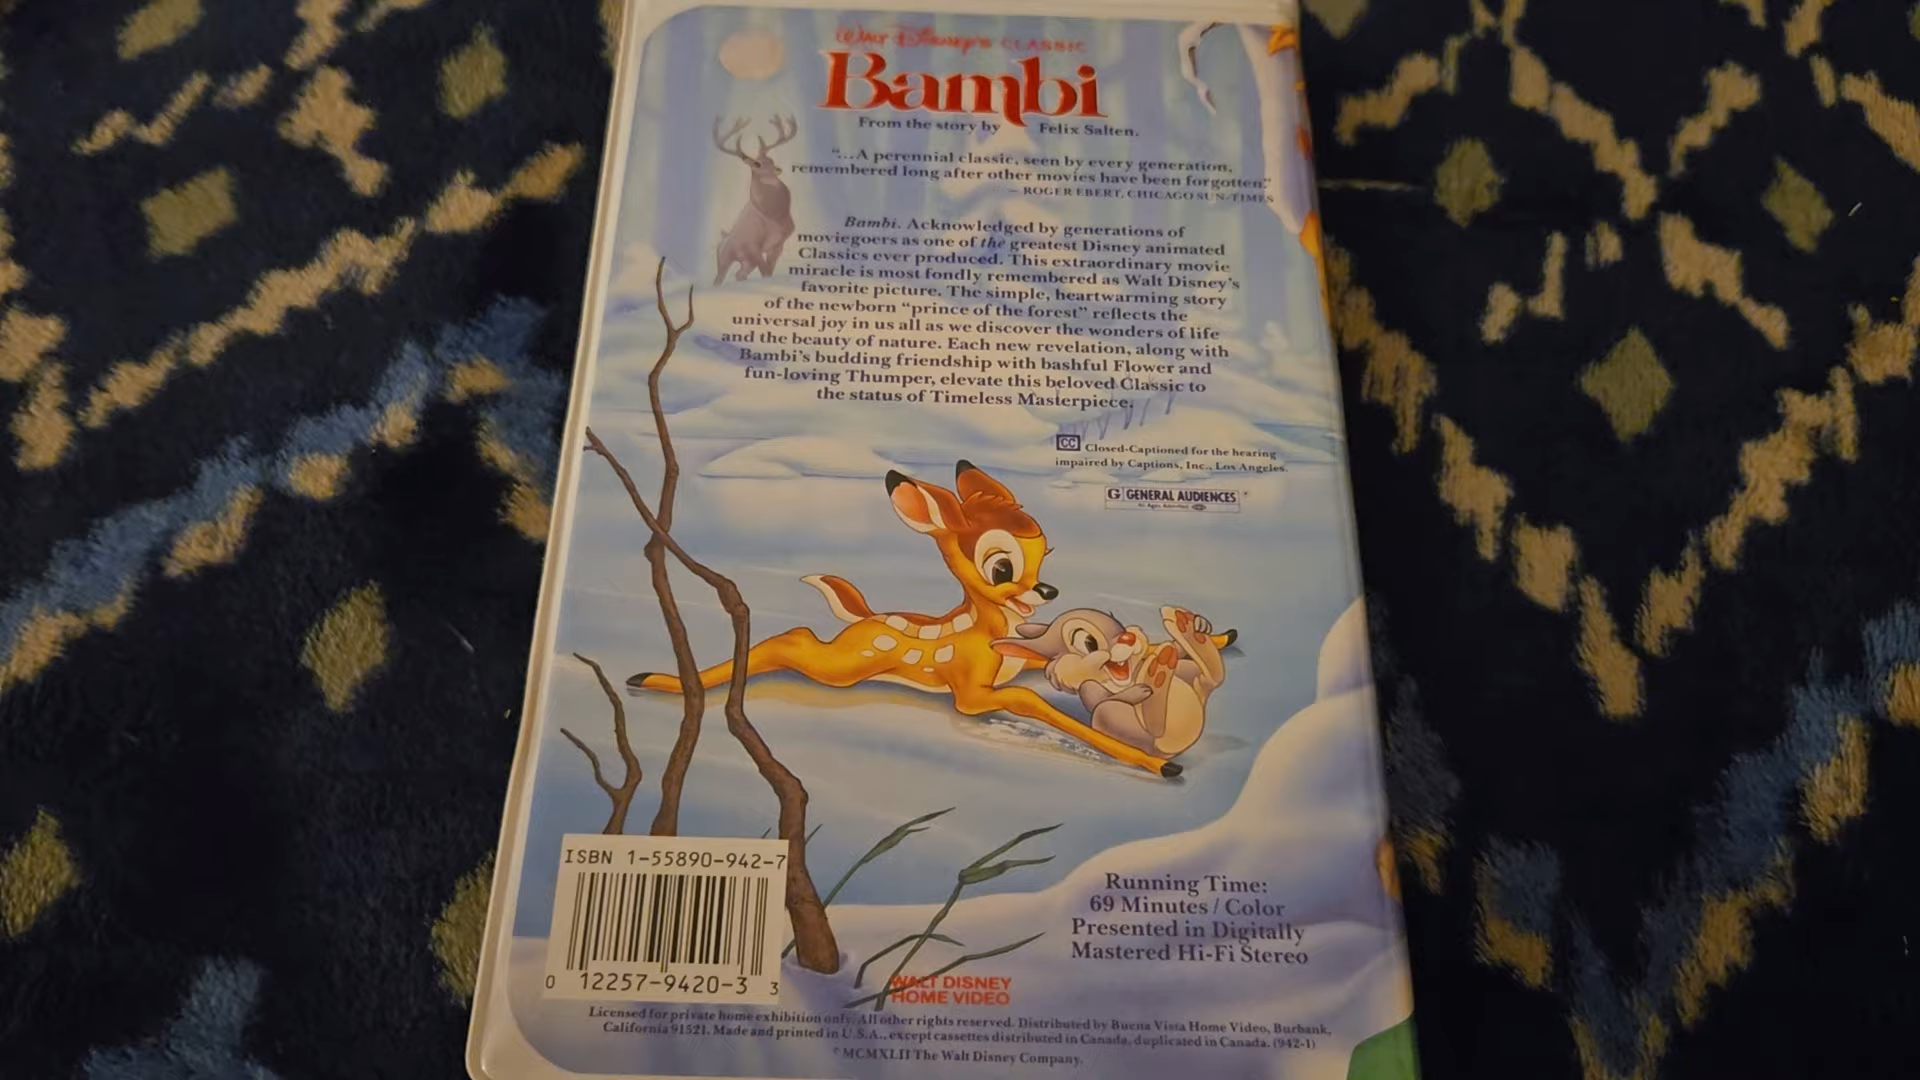 Walt Disney's CLASSIC
Bambi
From the story by Felix Salten.
"...A perennial classic, seen by every generation,
remembered long after other movies have been forgotten."
— ROGER EBERT, CHICAGO SUN-TIMES
Bambi. Acknowledged by generations of
moviegoers as one of the greatest Disney animated
Classics ever produced. This extraordinary movie
miracle is most fondly remembered as Walt Disney's
favorite picture. The simple, heartwarming story
of the newborn "prince of the forest" reflects the
universal joy in us all as we discover the wonders of life
and the beauty of nature. Each new revelation, along with
Bambi's budding friendship with bashful Flower and
fun-loving Thumper, elevate this beloved Classic to
the status of Timeless Masterpiece.
CC Closed-Captioned for the hearing
impaired by Captions, Inc., Los Angeles.
G GENERAL AUDIENCES
ISBN 1-55890-942-7
0 12257-9420-3 3
Running Time:
69 Minutes / Color
Presented in Digitally
Mastered Hi-Fi Stereo
WALT DISNEY
HOME VIDEO
Licensed for private home exhibition only. All other rights reserved. Distributed by Buena Vista Home Video, Burbank,
California 91521. Made and printed in U.S.A., except cassettes distributed in Canada, duplicated in Canada. (942-1)
© MCMXLII The Walt Disney Company.